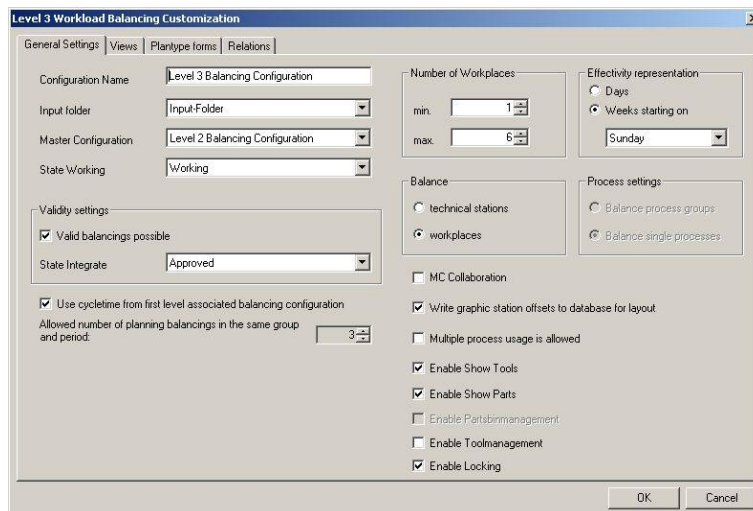 Level 3 Workload Balancing Customization
General Settings Views Plantype forms Relations
Configuration Name Level 3 Balancing Configuration
Input folder Input-Folder
Master Configuration Level 2 Balancing Configuration
State Working Working
Validity settings
Valid balancings possible
State Integrate Approved
Use cycletime from first level associated balancing configuration
Allowed number of planning balancings in the same group
and period: 3
Number of Workplaces
min. 1
max. 6
Effectivity representation
Days
Weeks starting on
Sunday
Balance
technical stations
workplaces
Process settings
Balance process groups
Balance single processes
MC Collaboration
Write graphic station offsets to database for layout
Multiple process usage is allowed
Enable Show Tools
Enable Show Parts
Enable Partsbinmanagement
Enable Toolmanagement
Enable Locking
OK Cancel